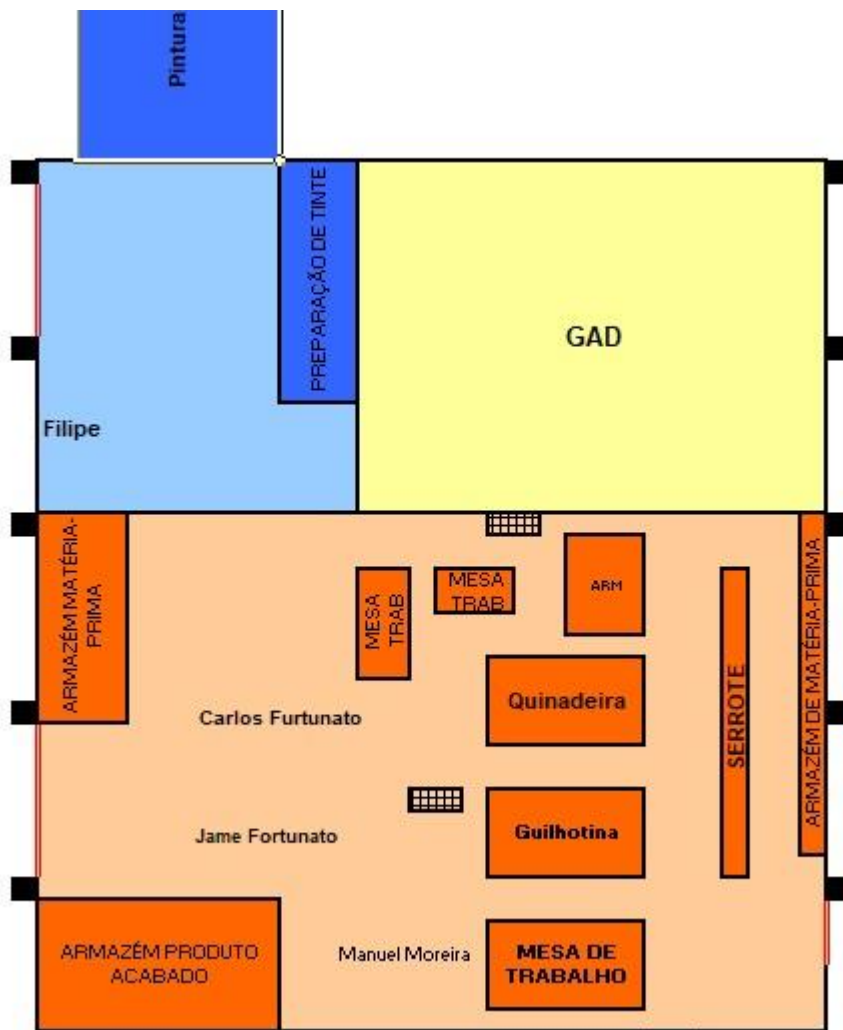 Pintura
PREPARAÇÃO DE TINTE
GAD
Filipe
ARMAZÉM MATÉRIA-
PRIMA
MESA
TRAB
MESA
TRAB
ARM
ARMAZÉM DE MATÉRIA-PRIMA
Quinadeira
SERROTE
Carlos Furtunato
Jame Fortunato
Guilhotina
ARMAZÉM PRODUTO
ACABADO
Manuel Moreira
MESA DE
TRABALHO